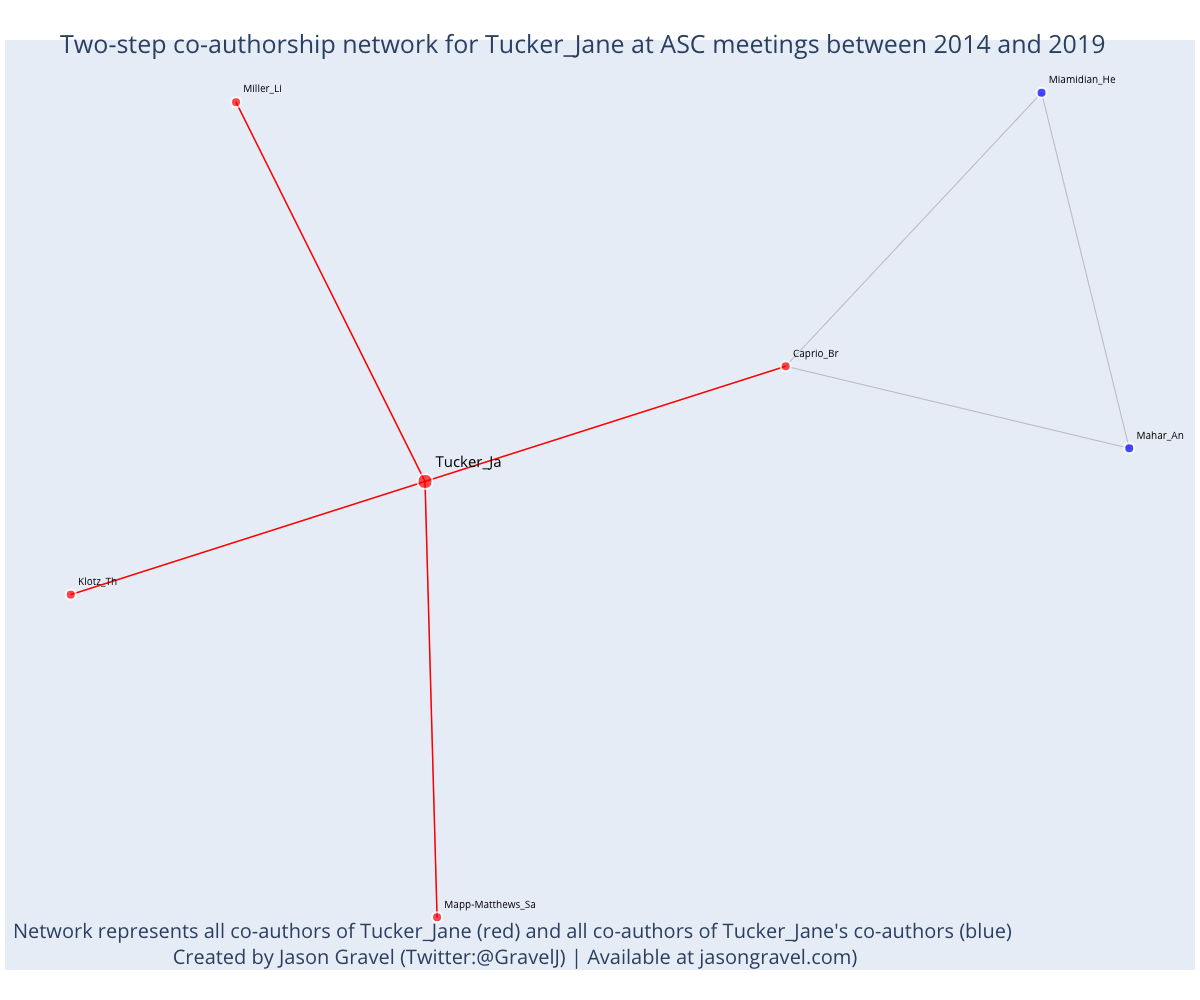 Two-step co-authorship network for Tucker_Jane at ASC meetings between 2014 and 2019
Miamidian_He
Miller_Li
Caprio_Br
Mahar_An
Tucker_Ja
Klotz_Th
Mapp-Matthews_Sa
Network represents all co-authors of Tucker_Jane (red) and all co-authors of Tucker_Jane's co-authors (blue)
Created by Jason Gravel (Twitter:@GravelJ) | Available at jasongravel.com)